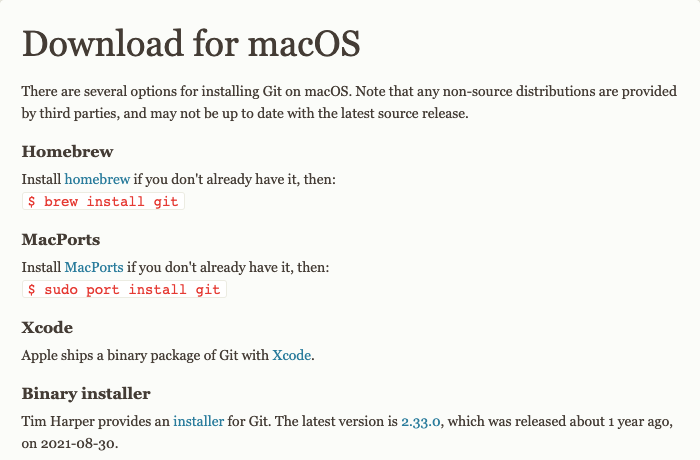 Download for macOS
There are several options for installing Git on macOS. Note that any non-source distributions are provided
by third parties, and may not be up to date with the latest source release.
Homebrew
Install homebrew if you don't already have it, then:
$ brew install git
MacPorts
Install MacPorts if you don't already have it, then:
$ sudo port install git
Xcode
Apple ships a binary package of Git with Xcode.
Binary installer
Tim Harper provides an installer for Git. The latest version is 2.33.0, which was released about 1 year ago,
on 2021-08-30.